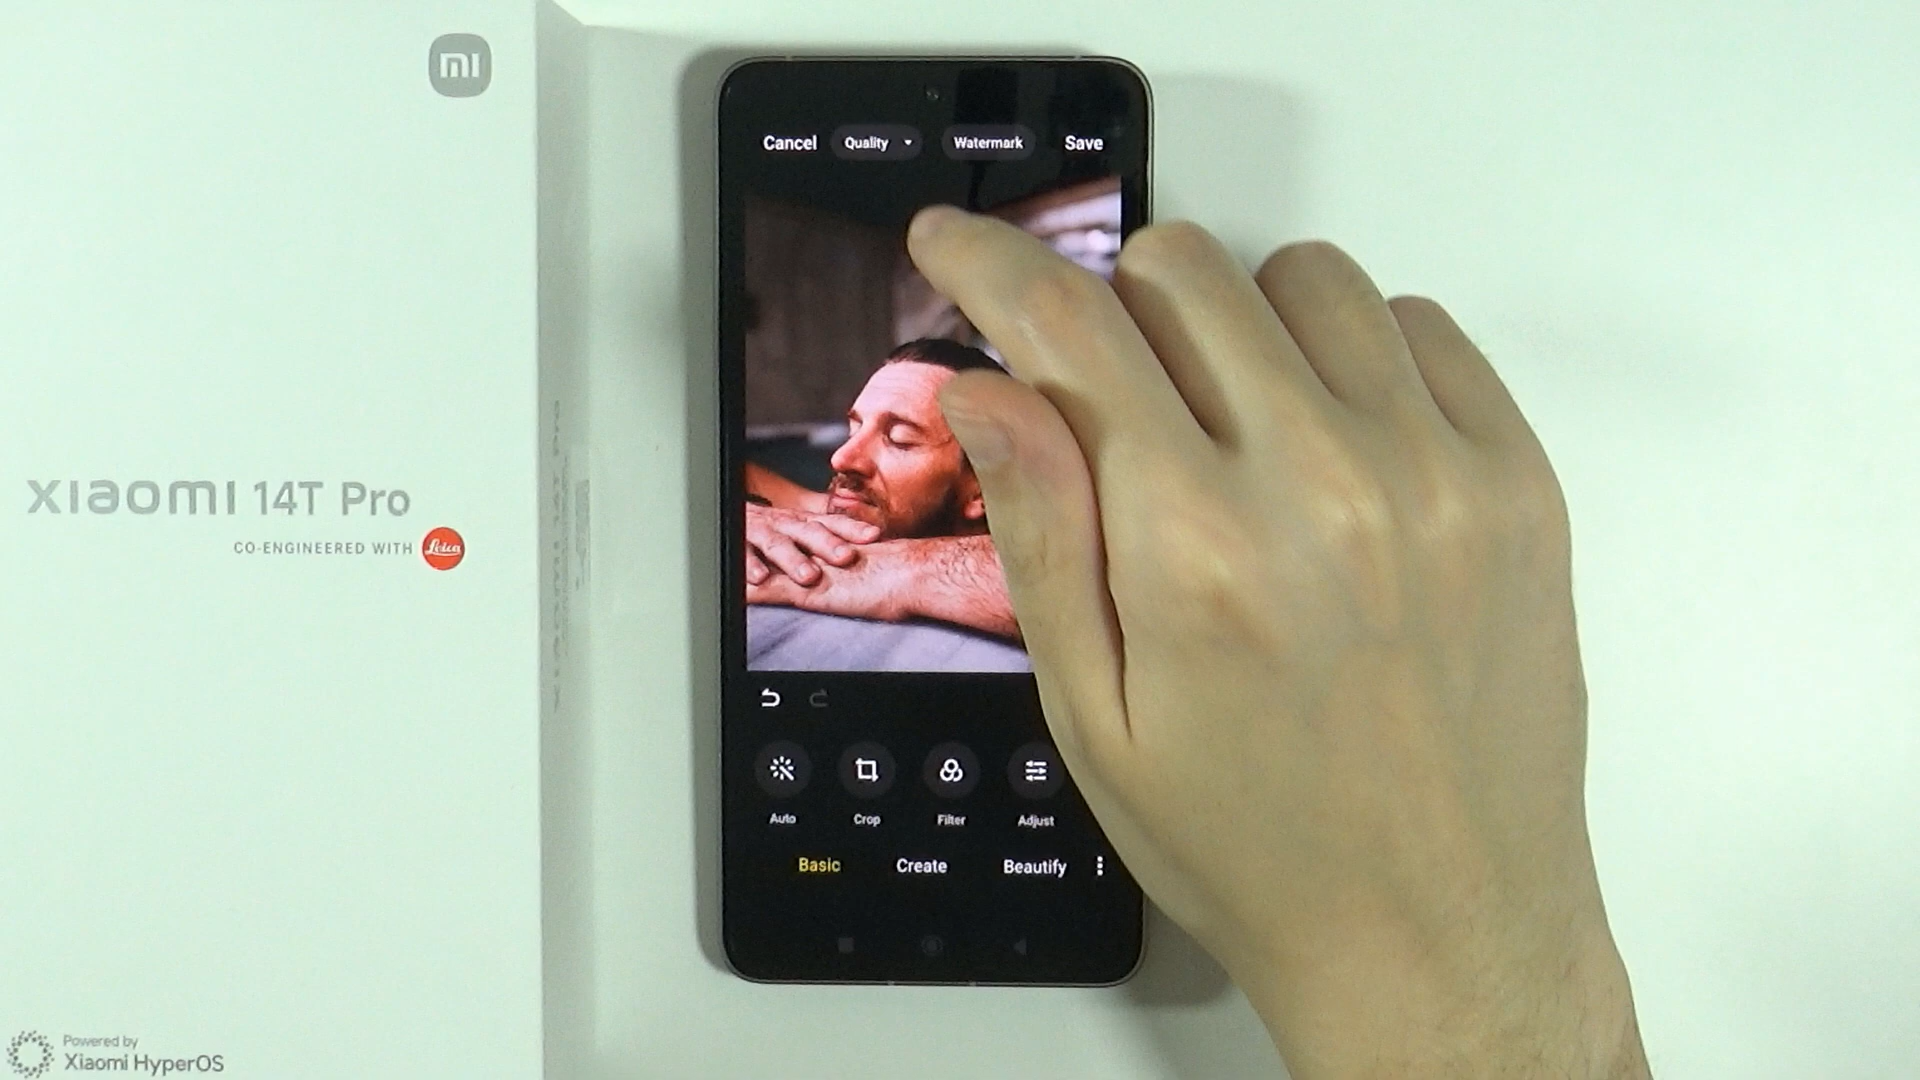 mi
xiaomi 14T Pro
CO-ENGINEERED WITH Leica
Powered by
Xiaomi HyperOS
Cancel Quality Watermark Save
Auto Crop Filter Adjust
Basic Create Beautify